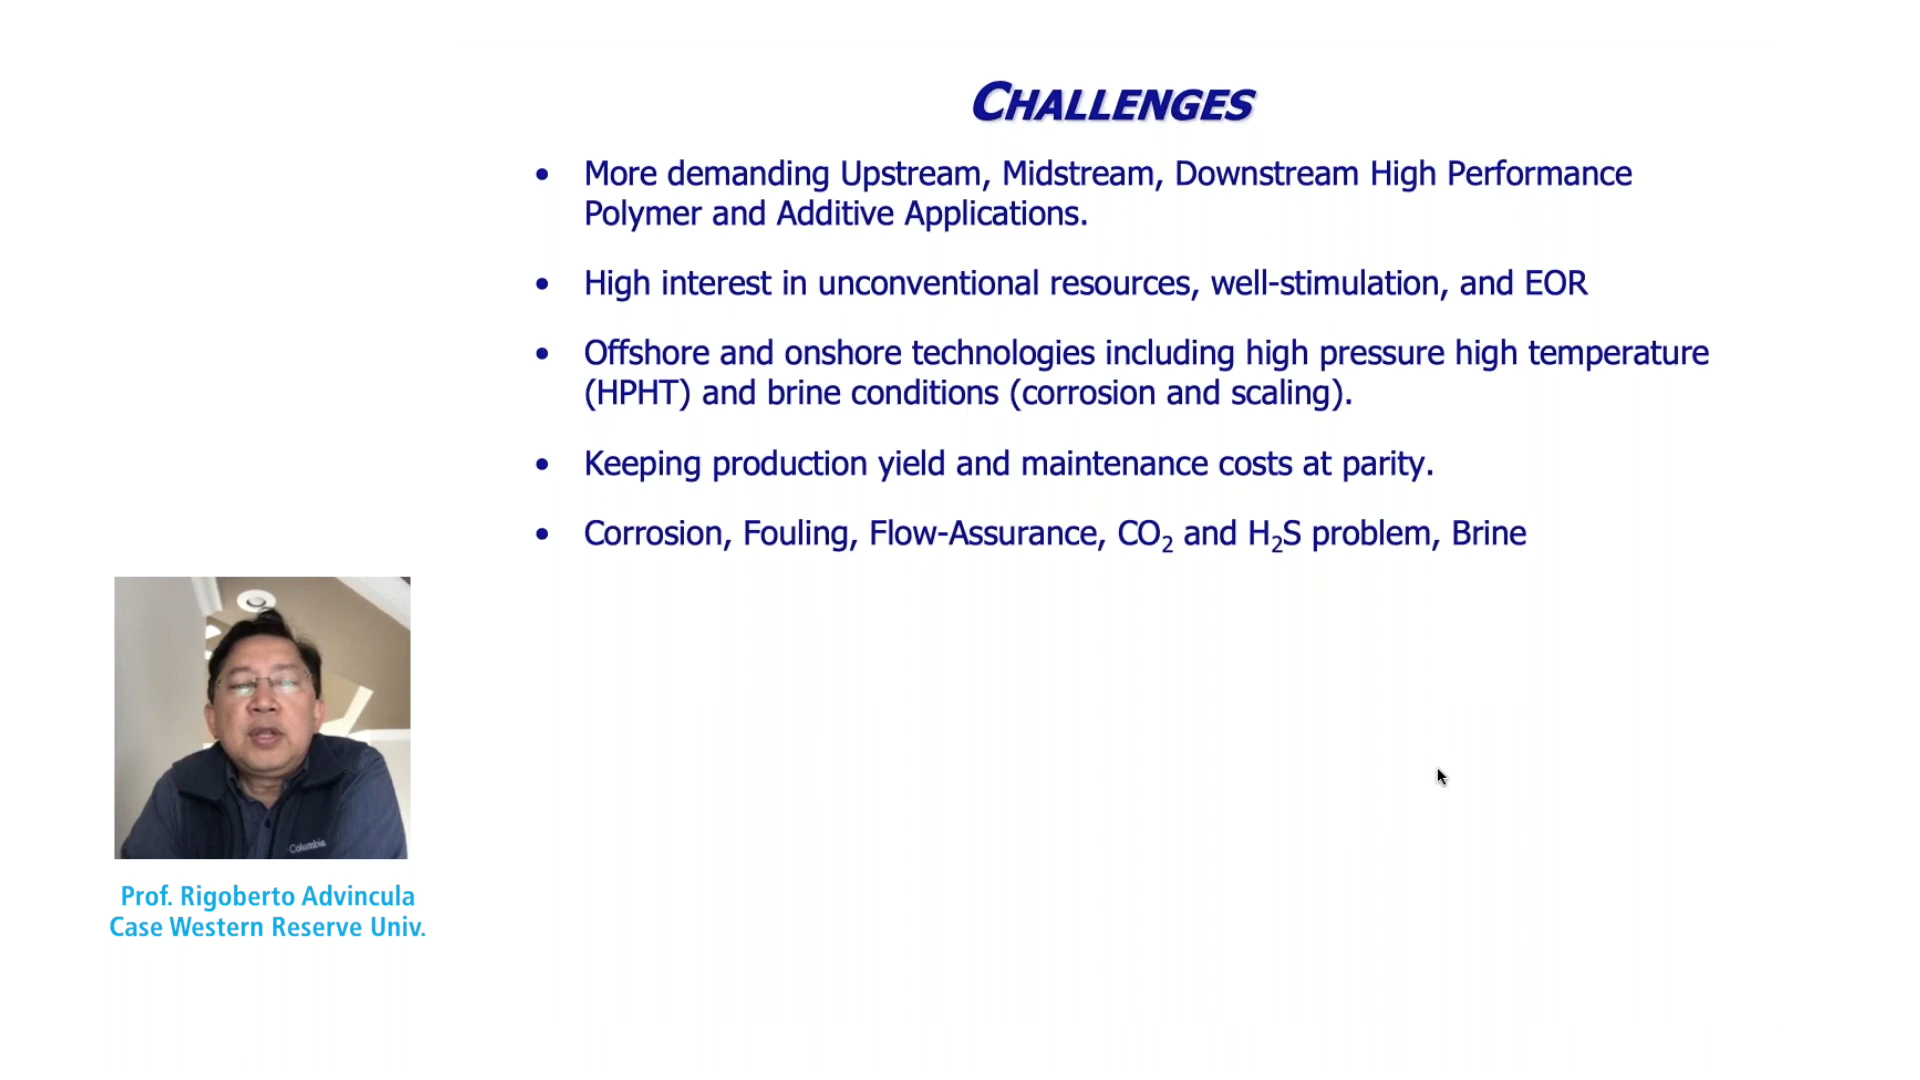 CHALLENGES
• More demanding Upstream, Midstream, Downstream High Performance
Polymer and Additive Applications.
• High interest in unconventional resources, well-stimulation, and EOR
• Offshore and onshore technologies including high pressure high temperature
(HPHT) and brine conditions (corrosion and scaling).
• Keeping production yield and maintenance costs at parity.
• Corrosion, Fouling, Flow-Assurance, CO₂ and H₂S problem, Brine
Columbia
Prof. Rigoberto Advincula
Case Western Reserve Univ.